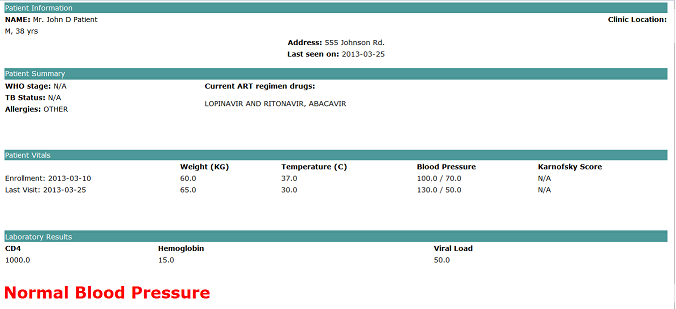 Patient Information
NAME: Mr. John D Patient
Clinic Location:
M, 38 yrs
Address: 555 Johnson Rd.
Last seen on: 2013-03-25
Patient Summary
WHO stage: N/A
Current ART regimen drugs:
TB Status: N/A
LOPINAVIR AND RITONAVIR, ABACAVIR
Allergies: OTHER
Patient Vitals
Weight (KG) Temperature (C) Blood Pressure Karnofsky Score
Enrollment: 2013-03-10 60.0 37.0 100.0 / 70.0 N/A
Last Visit: 2013-03-25 65.0 30.0 130.0 / 50.0 N/A
Laboratory Results
CD4 Hemoglobin Viral Load
1000.0 15.0 50.0
Normal Blood Pressure